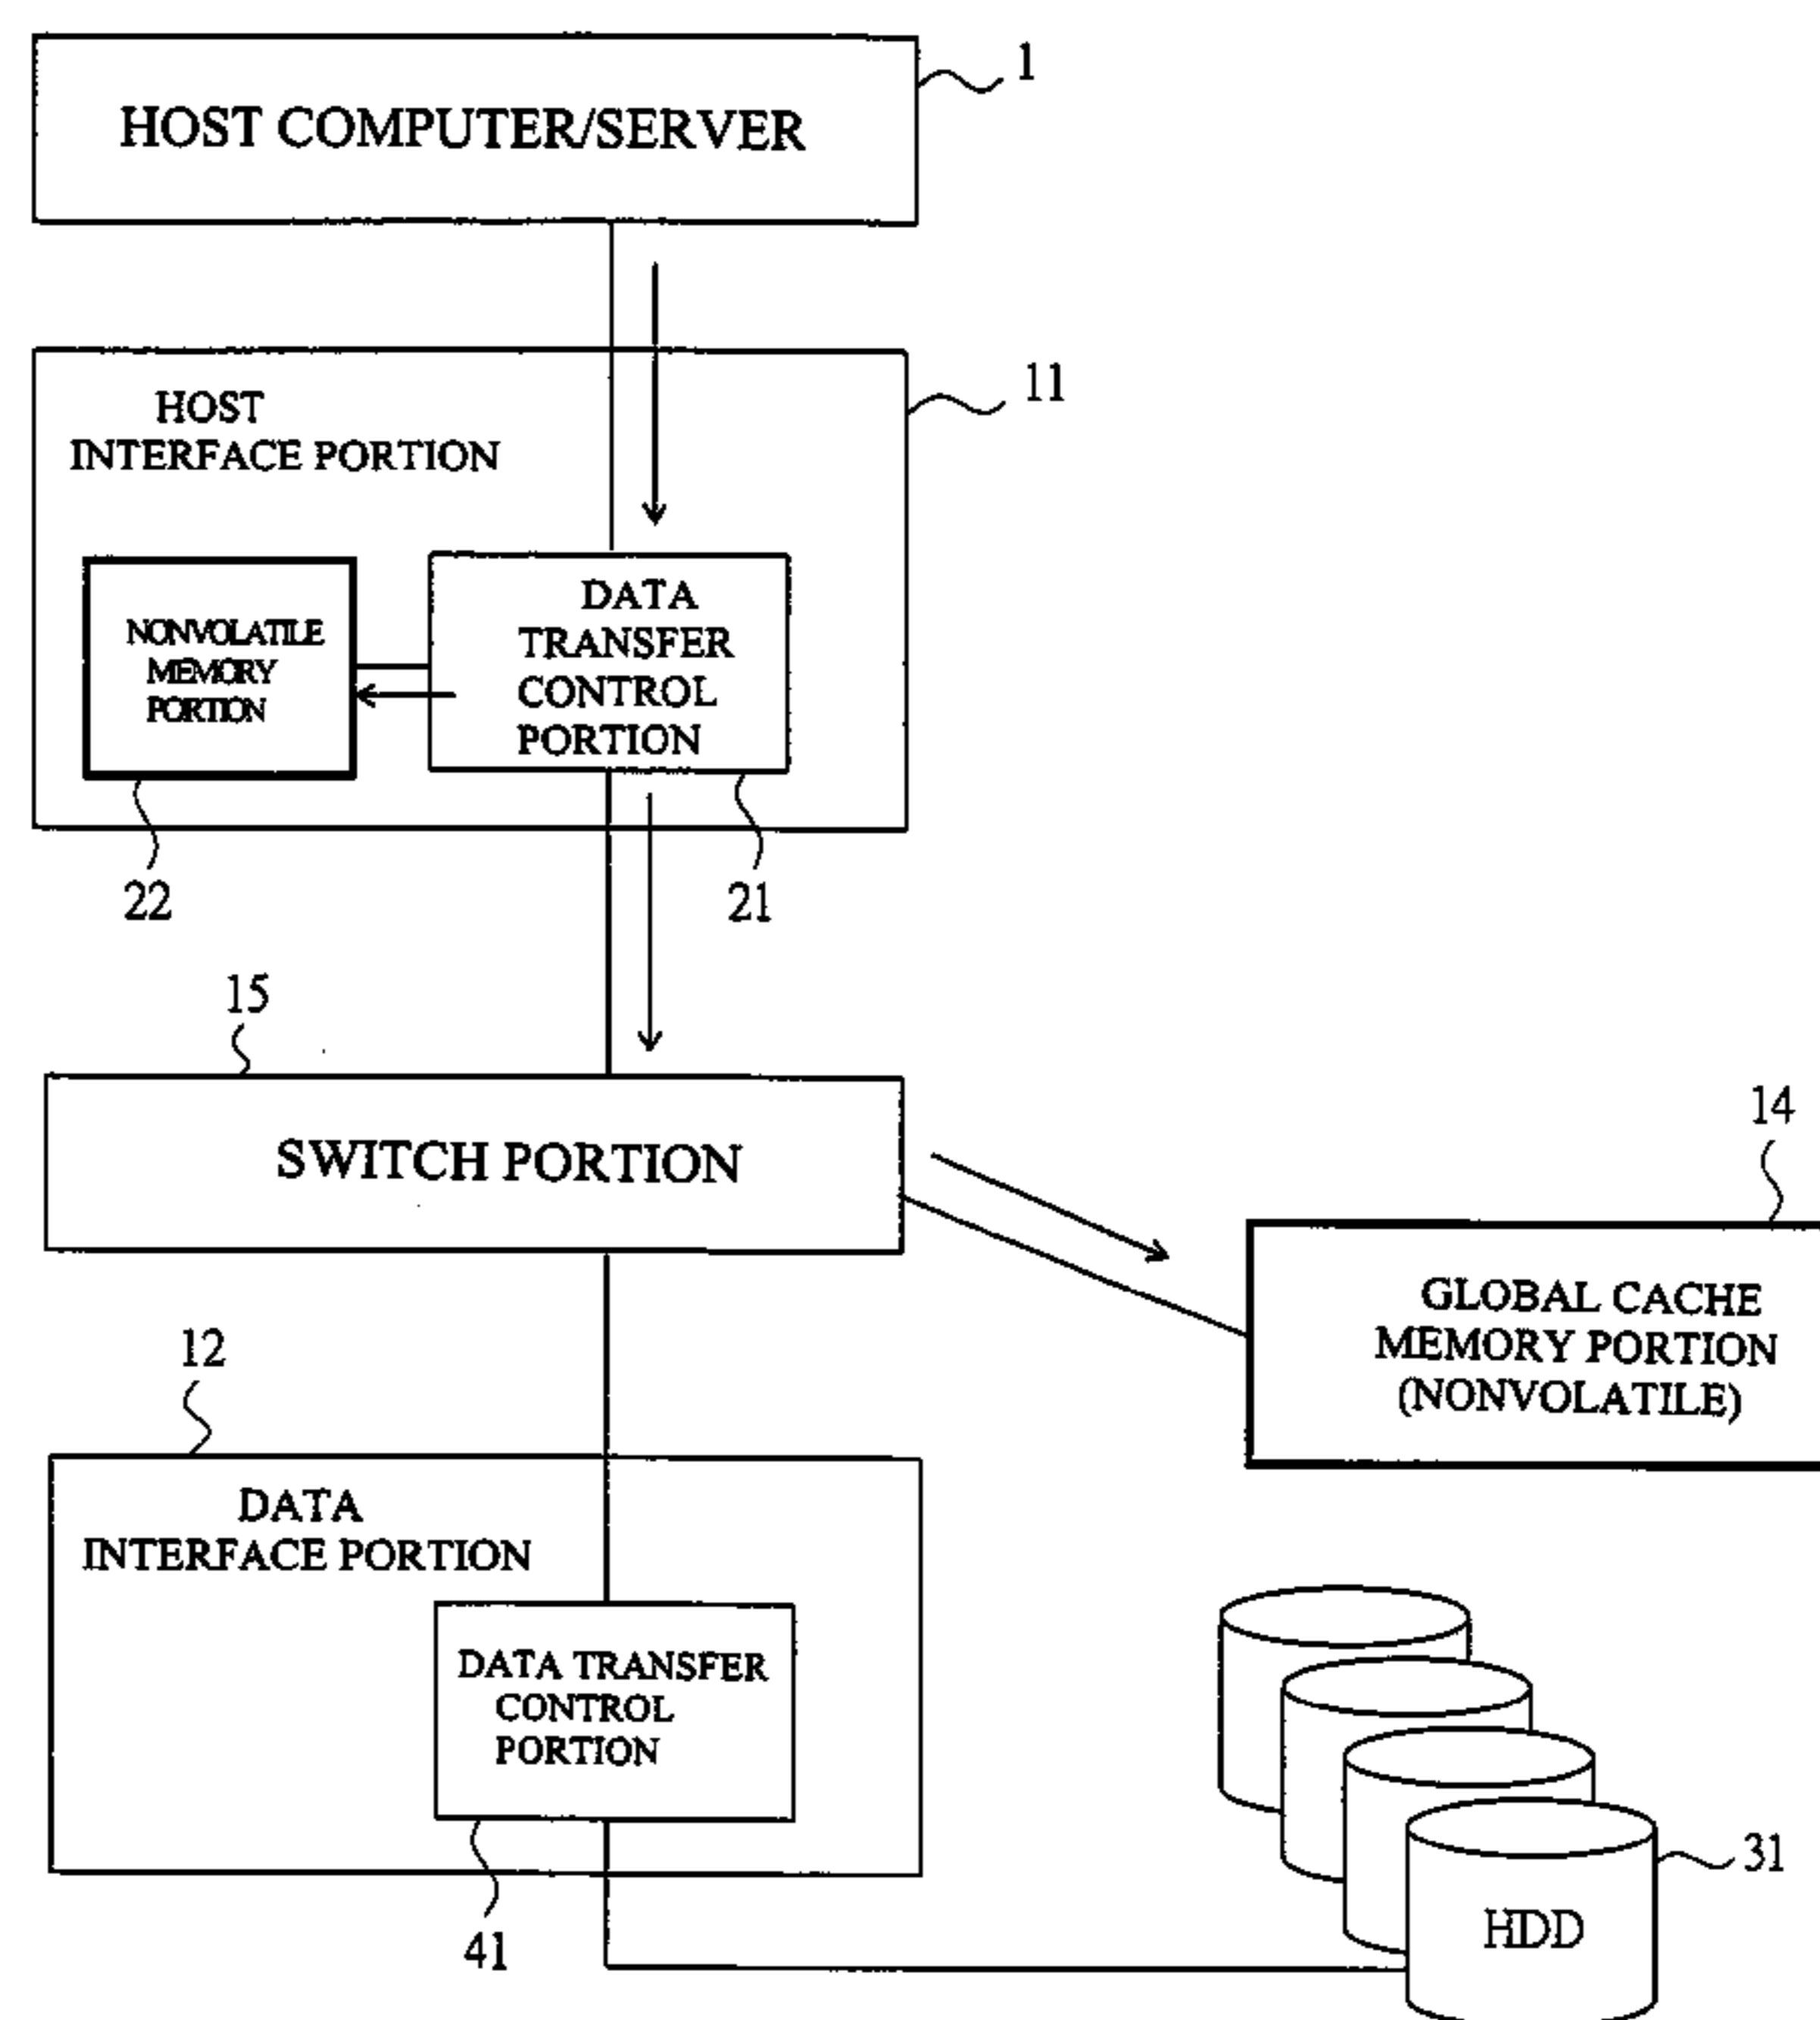 1
HOST COMPUTER/SERVER
11
HOST
INTERFACE PORTION
NONVOLATILE
MEMORY
PORTION
DATA
TRANSFER
CONTROL
PORTION
22
21
15
SWITCH PORTION
14
GLOBAL CACHE
MEMORY PORTION
(NONVOLATILE)
12
DATA
INTERFACE PORTION
DATA TRANSFER
CONTROL
PORTION
41
31
HDD